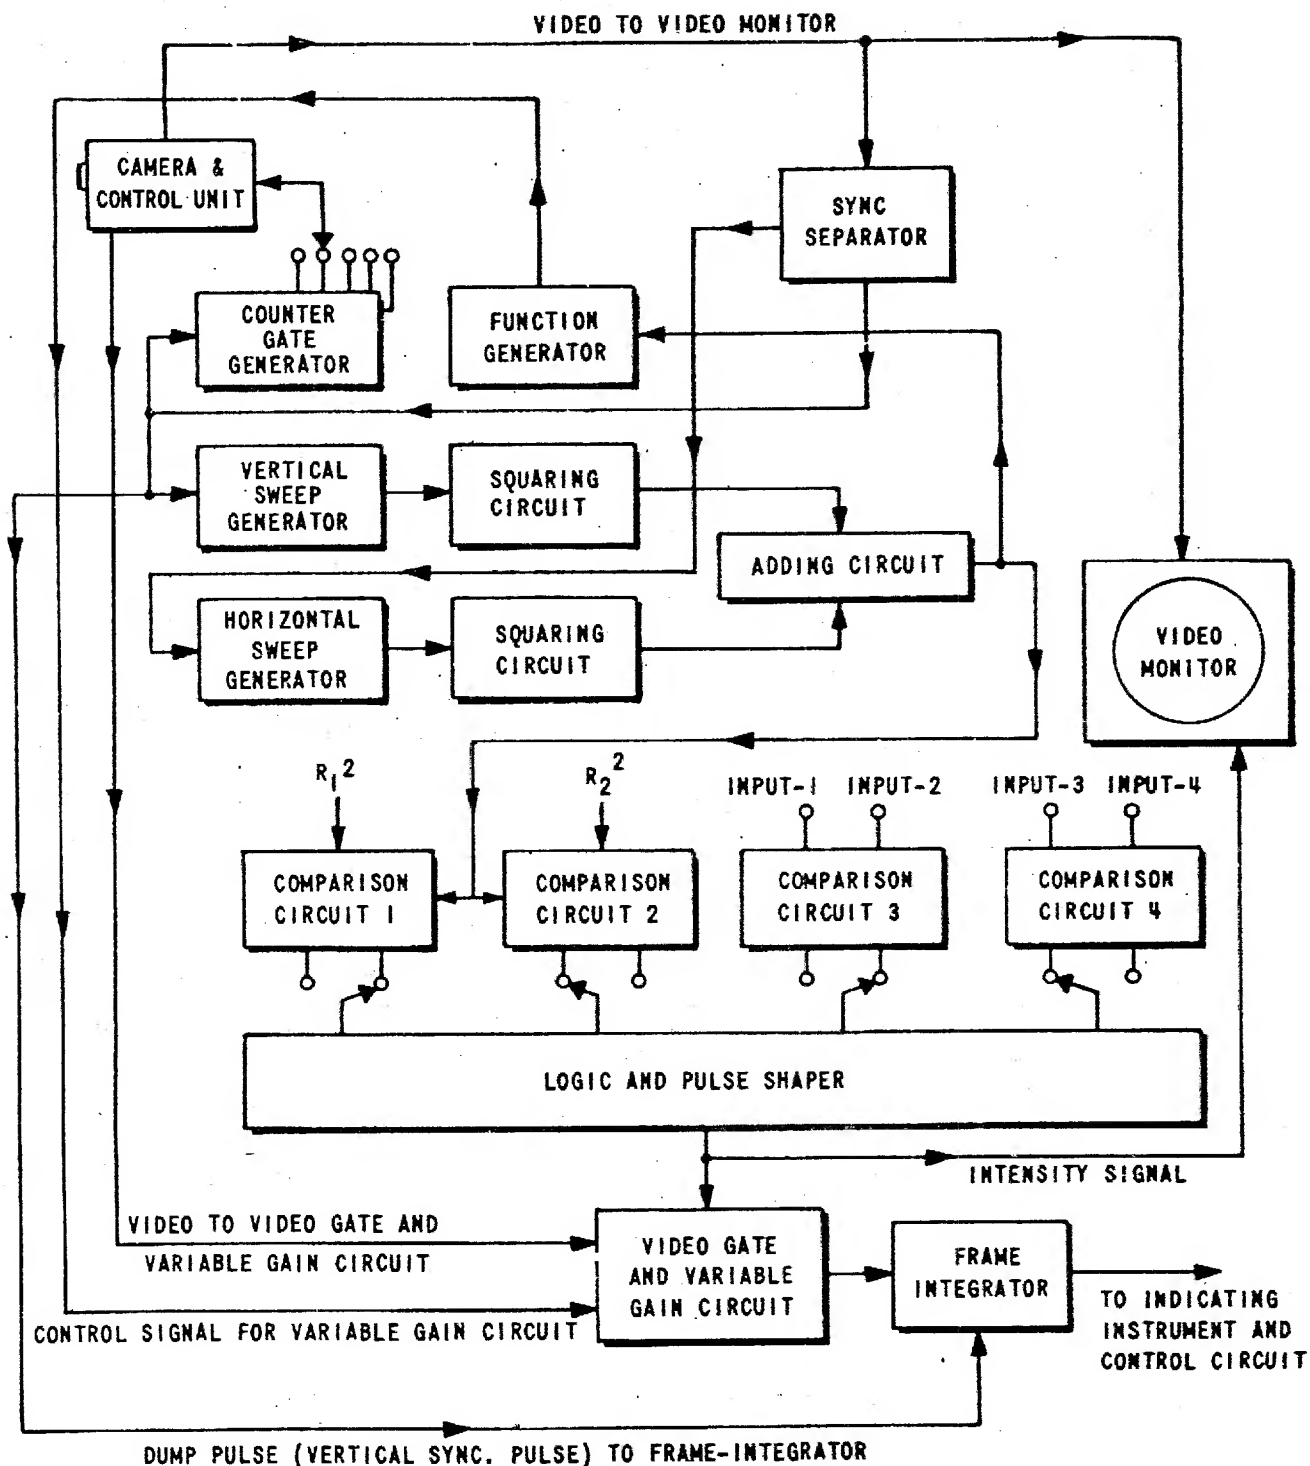 VIDEO TO VIDEO MONITOR
CAMERA &
CONTROL UNIT
SYNC
SEPARATOR
COUNTER
GATE
GENERATOR
FUNCTION
GENERATOR
VERTICAL
SWEEP
GENERATOR
SQUARING
CIRCUIT
ADDING CIRCUIT
HORIZONTAL
SWEEP
GENERATOR
SQUARING
CIRCUIT
VIDEO
MONITOR
R₁²
R₂²
INPUT-1 INPUT-2
INPUT-3 INPUT-4
COMPARISON
CIRCUIT 1
COMPARISON
CIRCUIT 2
COMPARISON
CIRCUIT 3
COMPARISON
CIRCUIT 4
LOGIC AND PULSE SHAPER
INTENSITY SIGNAL
VIDEO TO VIDEO GATE AND
VARIABLE GAIN CIRCUIT
VIDEO GATE
AND VARIABLE
GAIN CIRCUIT
FRAME
INTEGRATOR
CONTROL SIGNAL FOR VARIABLE GAIN CIRCUIT
TO INDICATING
INSTRUMENT AND
CONTROL CIRCUIT
DUMP PULSE (VERTICAL SYNC. PULSE) TO FRAME-INTEGRATOR